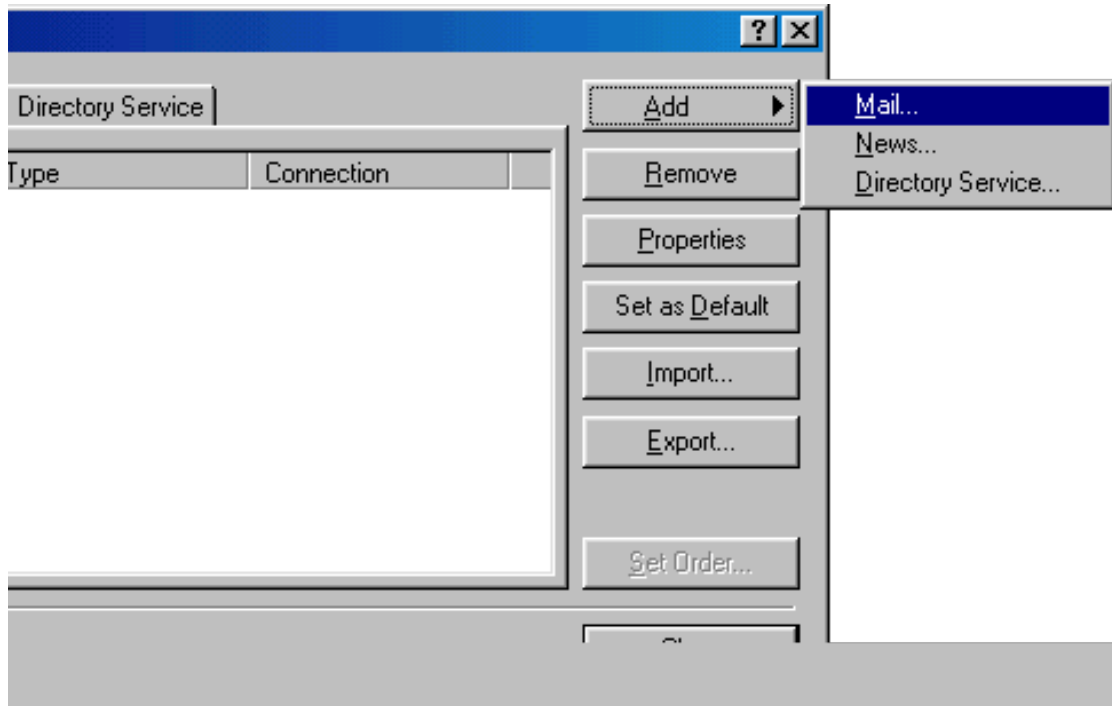 ?
Directory Service
Add
Mail...
News...
Directory Service...
Type
Connection
Remove
Properties
Set as Default
Import...
Export...
Set Order...